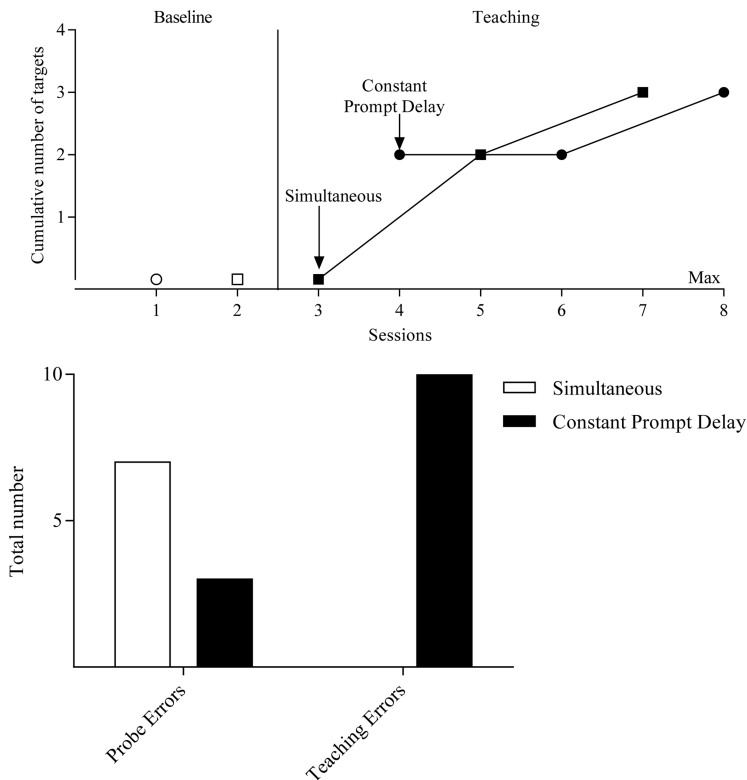 Baseline
Teaching
Cumulative number of targets
4
3
2
1
Constant
Prompt Delay
Simultaneous
Max
1 2 3 4 5 6 7 8
Sessions
Total number
10
5
Simultaneous
Constant Prompt Delay
Probe Errors
Teaching Errors